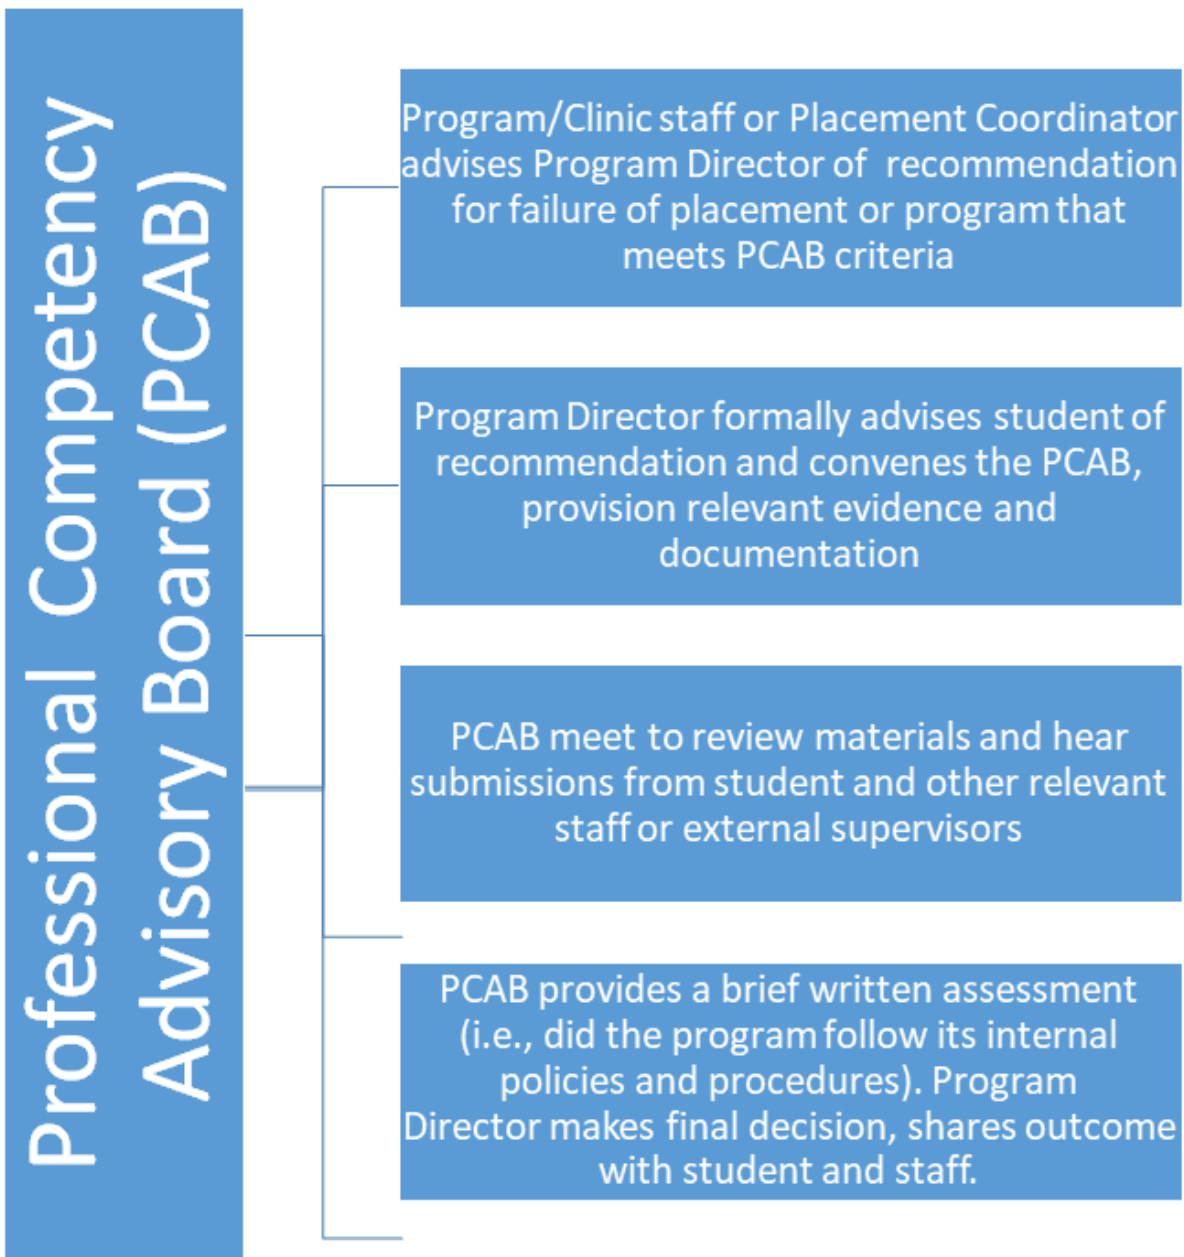 Professional Competency
Advisory Board (PCAB)
Program/Clinic staff or Placement Coordinator
advises Program Director of recommendation
for failure of placement or program that
meets PCAB criteria
Program Director formally advises student of
recommendation and convenes the PCAB,
provision relevant evidence and
documentation
PCAB meet to review materials and hear
submissions from student and other relevant
staff or external supervisors
PCAB provides a brief written assessment
(i.e., did the program follow its internal
policies and procedures). Program
Director makes final decision, shares outcome
with student and staff.